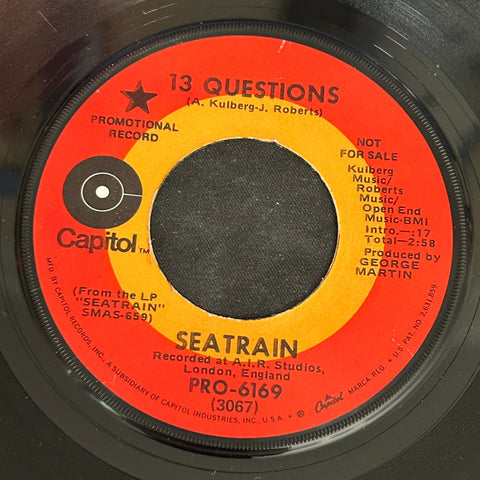 13 QUESTIONS
(A. Kulberg-J. Roberts)
PROMOTIONAL
RECORD
NOT
FOR SALE
Kulberg
Music/
Roberts
Music/
Open End
Music-BMI
Intro.—:17
Total—2:58
Produced by
GEORGE
MARTIN
Capitol TM
(From the LP
"SEATRAIN"
SMAS-659)
SEATRAIN
Recorded at A.I.R. Studios,
London, England
PRO-6169
(3067)
MFG. BY CAPITOL RECORDS, INC., A SUBSIDIARY OF CAPITOL INDUSTRIES, INC., U.S.A. • ® • Capitol MARCA REG. • U.S. PAT. NO. 2,631,859